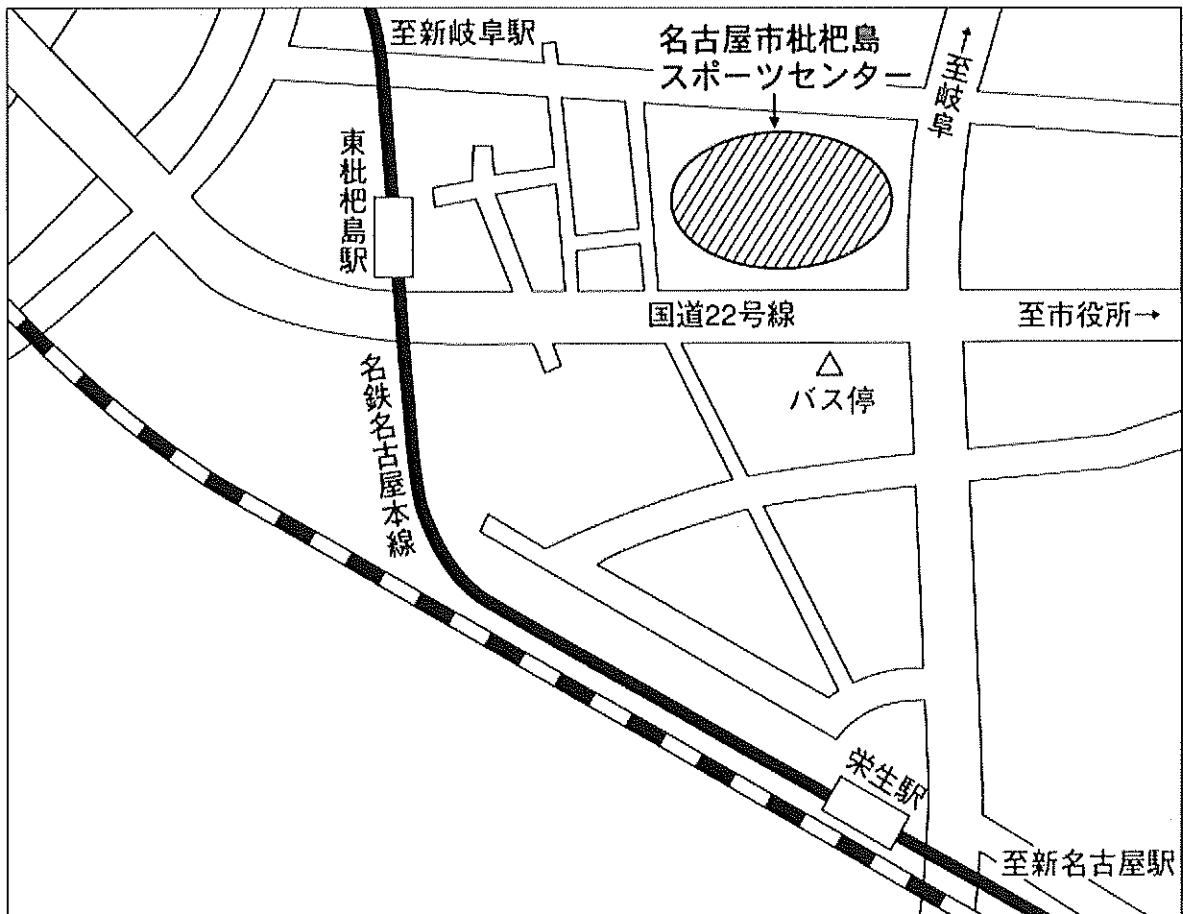 至新岐阜駅
名古屋市枇杷島
スポーツセンター
↑至岐阜
東枇杷島駅
国道22号線
至市役所→
バス停
名鉄名古屋本線
栄生駅
至新名古屋駅